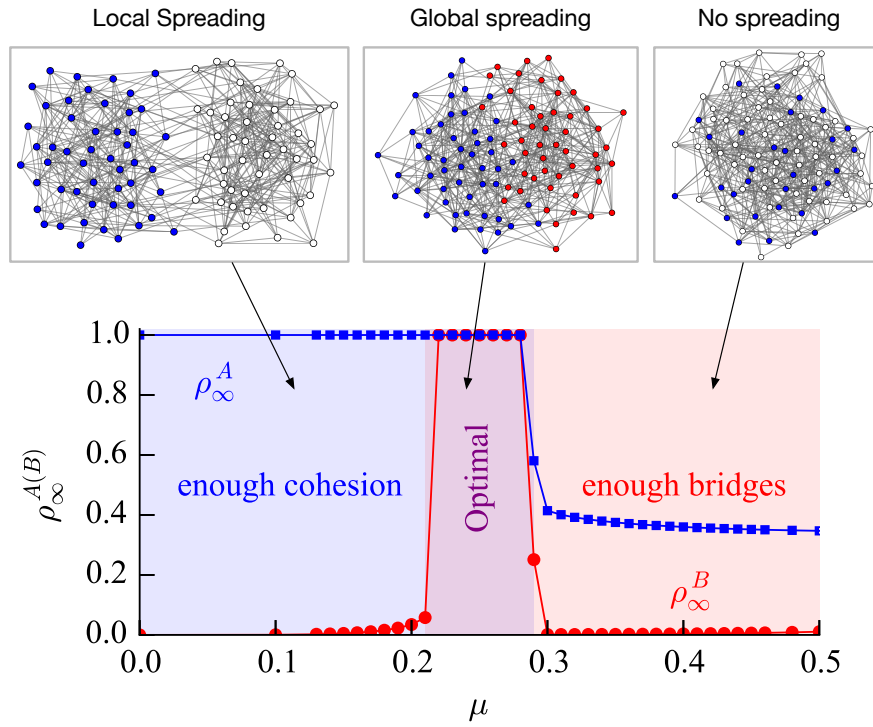 Local Spreading
Global spreading
No spreading
1.0
0.8
0.6
0.4
0.2
0.0
ρ∞^A(B)
ρ∞^A
enough cohesion
Optimal
enough bridges
ρ∞^B
0.0
0.1
0.2
0.3
0.4
0.5
μ